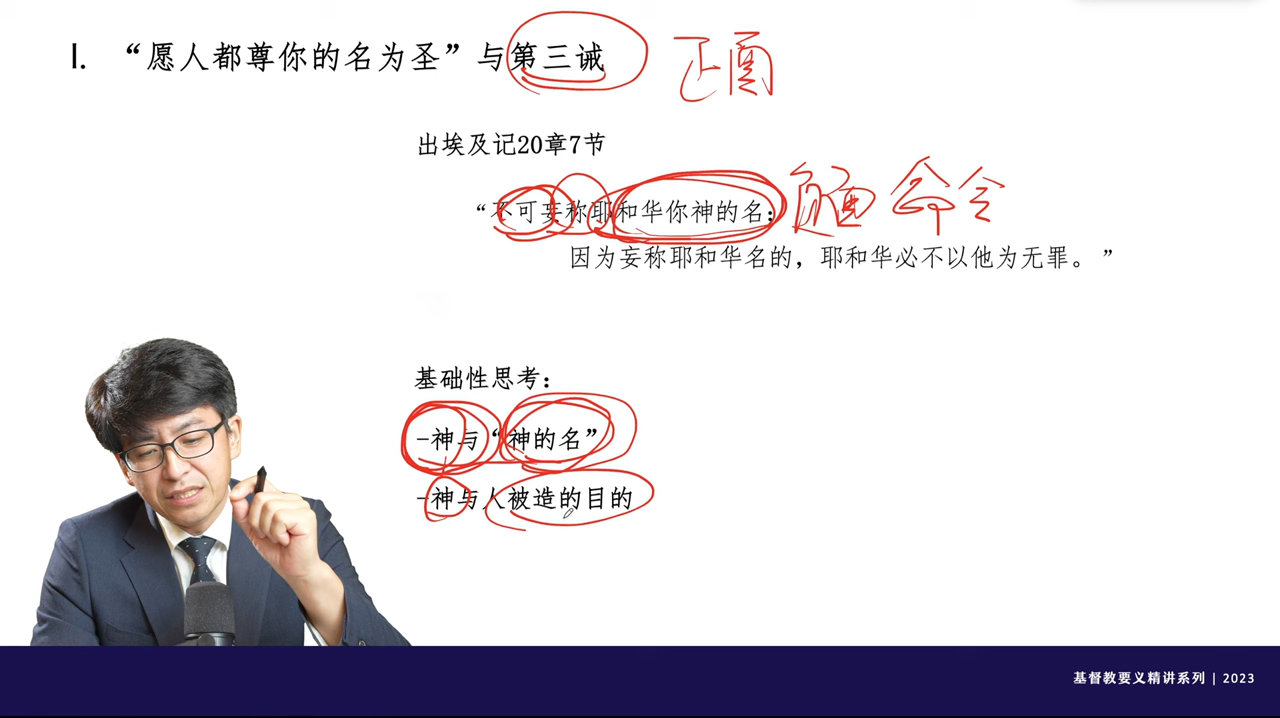 I. “愿人都尊你的名为圣”与第三诫 正面
出埃及记20章7节
“不可妄称耶和华你神的名； 负面 命令
因为妄称耶和华名的，耶和华必不以他为无罪。”
基础性思考：
-神与“神的名”
-神与人被造的目的
基督教要义精讲系列 | 2023